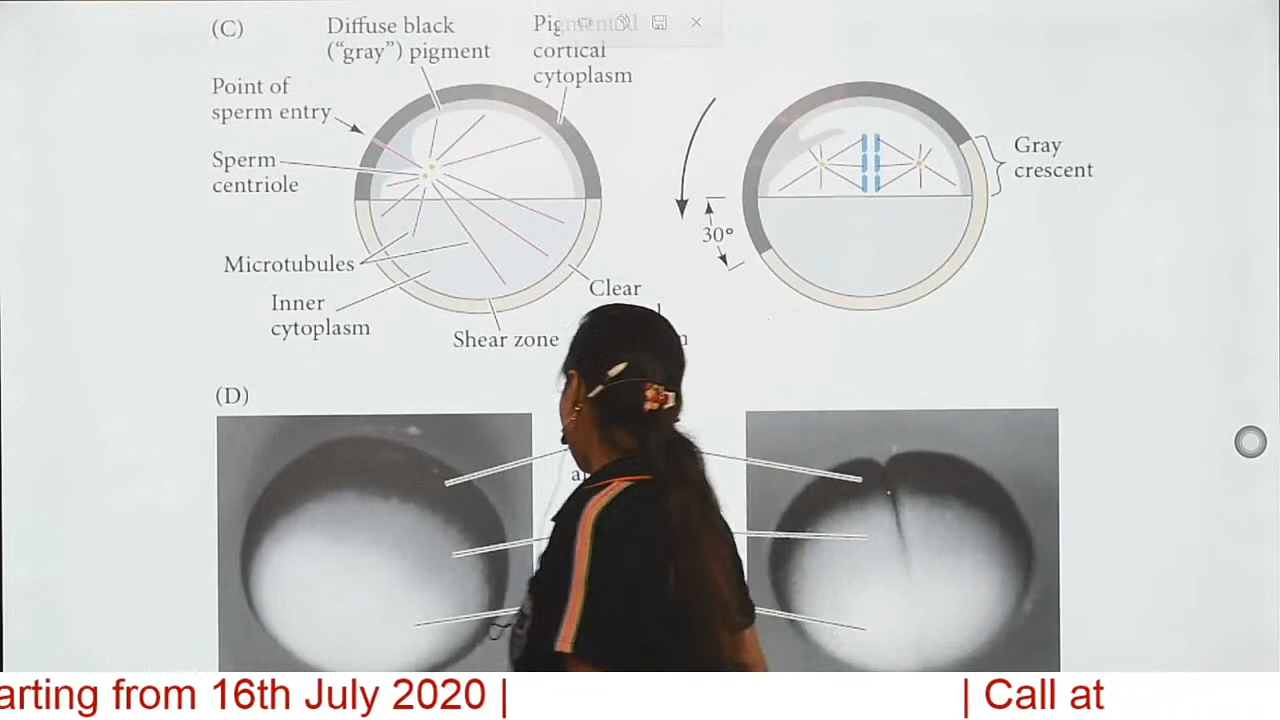 (C)
Diffuse black
("gray") pigment
Pigmented
cortical
cytoplasm
Point of
sperm entry
Sperm
centriole
Microtubules
Inner
cytoplasm
Shear zone
Clear
30°
Gray
crescent
(D)
arting from 16th July 2020 |
| Call at